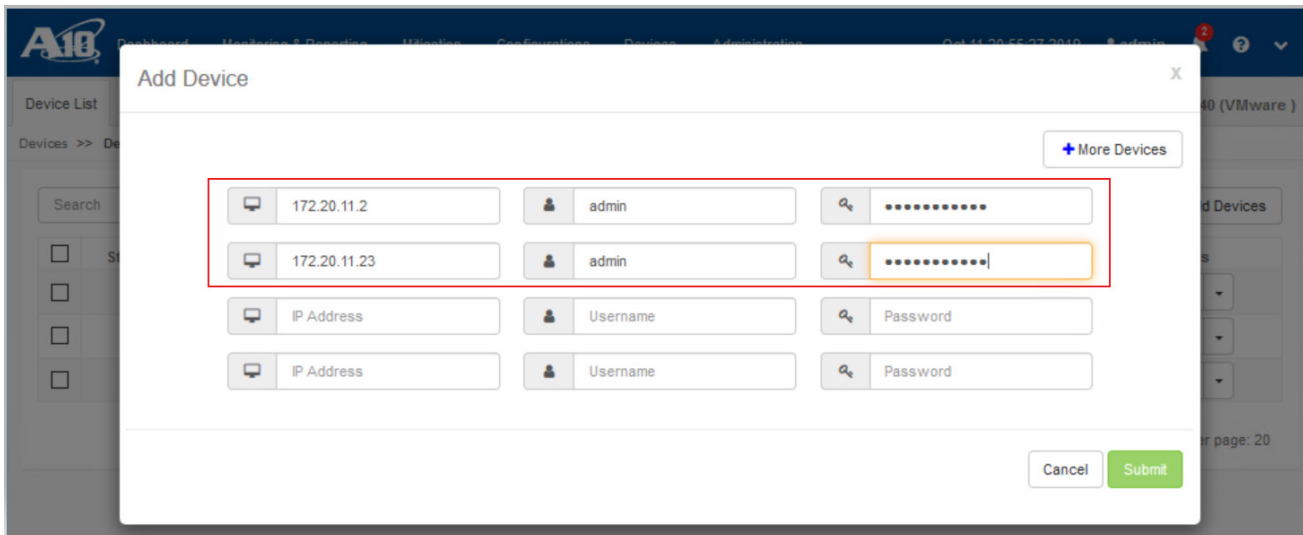 A10
Dashboard Monitoring & Reporting Mitigation Configurations Devices Administration Oct 11 20:55:27 2019 admin 2
Add Device X
Device List
40 (VMware )
Devices >> De
+ More Devices
Search
172.20.11.2 admin •••••••••••
d Devices
172.20.11.23 admin •••••••••••
St
s
IP Address Username Password
IP Address Username Password
er page: 20
Cancel Submit